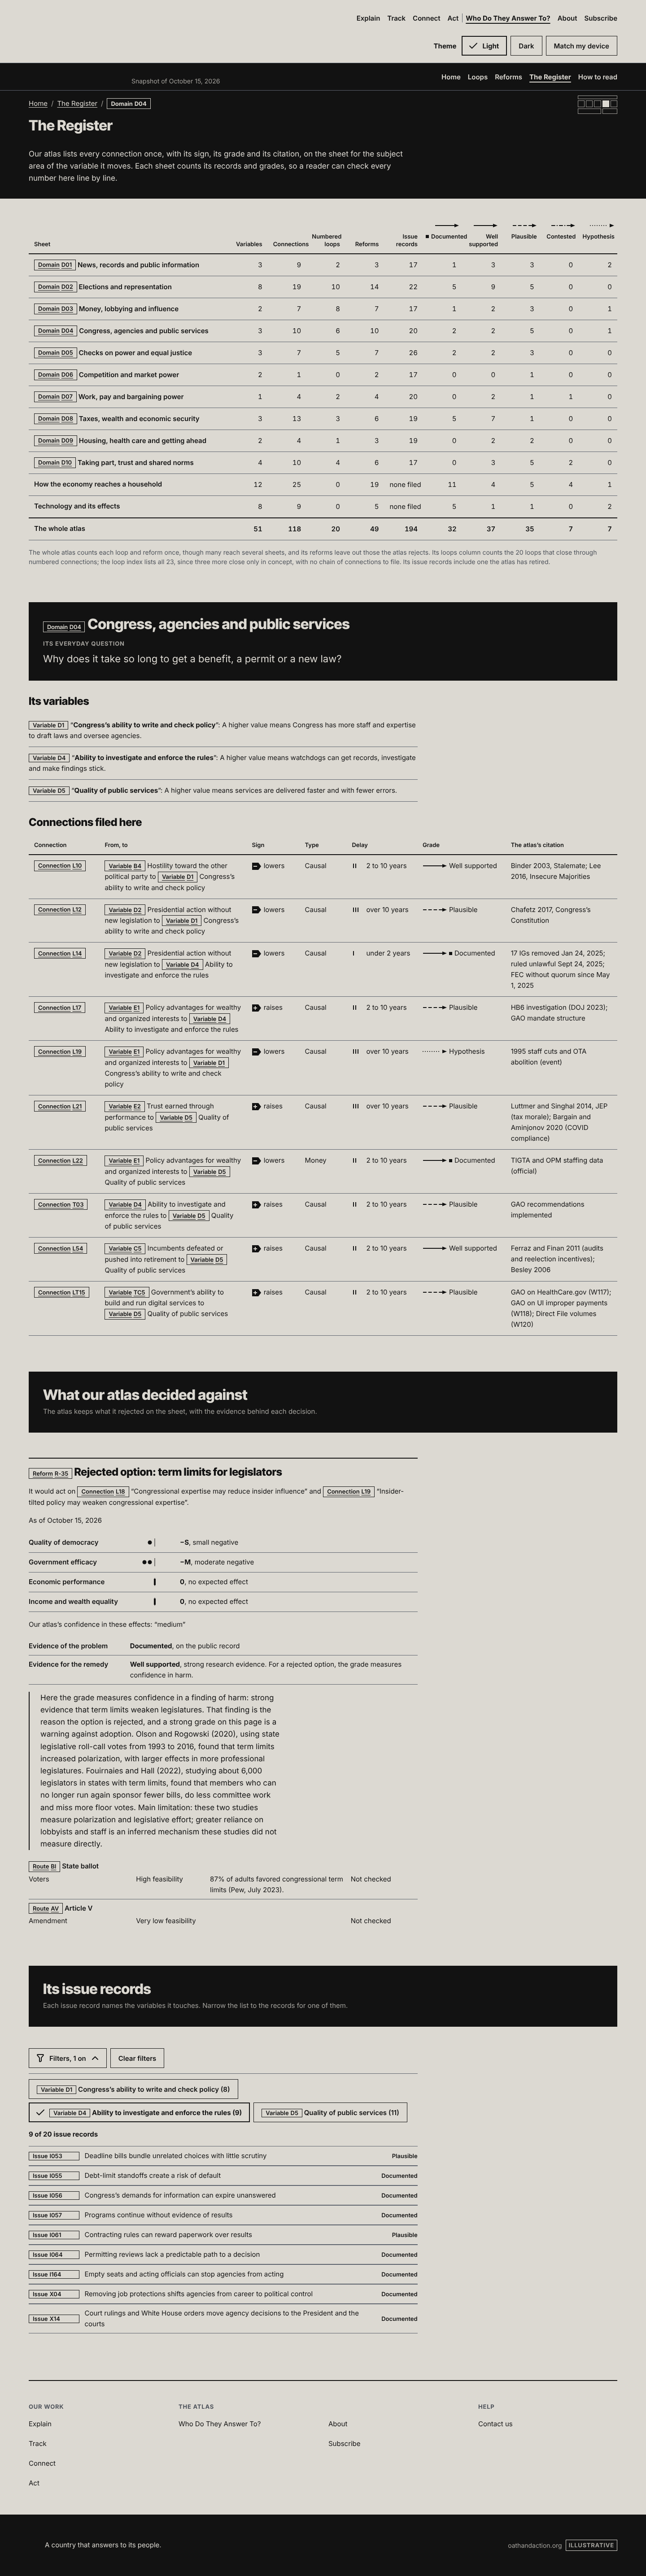 Explain Track Connect Act Who Do They Answer To? About Subscribe
Theme Light Dark Match my device
Snapshot of October 15, 2026
Home Loops Reforms The Register How to read
Home / The Register / Domain D04
The Register
Our atlas lists every connection once, with its sign, its grade and its citation, on the sheet for the subject
area of the variable it moves. Each sheet counts its records and grades, so a reader can check every
number here line by line.
Sheet Variables Connections Numbered loops Reforms Issue records Documented Well supported Plausible Contested Hypothesis
Domain D01 News, records and public information 3 9 2 3 17 1 3 3 0 2
Domain D02 Elections and representation 8 19 10 14 22 5 9 5 0 0
Domain D03 Money, lobbying and influence 2 7 8 7 17 1 2 3 0 1
Domain D04 Congress, agencies and public services 3 10 6 10 20 2 2 5 0 1
Domain D05 Checks on power and equal justice 3 7 5 7 26 2 2 3 0 0
Domain D06 Competition and market power 2 1 0 2 17 0 0 1 0 0
Domain D07 Work, pay and bargaining power 1 4 2 4 20 0 2 1 1 0
Domain D08 Taxes, wealth and economic security 3 13 3 6 19 5 7 1 0 0
Domain D09 Housing, health care and getting ahead 2 4 1 3 19 0 2 2 0 0
Domain D10 Taking part, trust and shared norms 4 10 4 6 17 0 3 5 2 0
How the economy reaches a household 12 25 0 19 none filed 11 4 5 4 1
Technology and its effects 8 9 0 5 none filed 5 1 1 0 2
The whole atlas 51 118 20 49 194 32 37 35 7 7
The whole atlas counts each loop and reform once, though many reach several sheets, and its reforms leave out those the atlas rejects. Its loops column counts the 20 loops that close through
numbered connections; the loop index lists all 23, since three more close only in concept, with no chain of connections to file. Its issue records include one the atlas has retired.
Domain D04 Congress, agencies and public services
ITS EVERYDAY QUESTION
Why does it take so long to get a benefit, a permit or a new law?
Its variables
Variable D1 “Congress’s ability to write and check policy”: A higher value means Congress has more staff and expertise
to draft laws and oversee agencies.
Variable D4 “Ability to investigate and enforce the rules”: A higher value means watchdogs can get records, investigate
and make findings stick.
Variable D5 “Quality of public services”: A higher value means services are delivered faster and with fewer errors.
Connections filed here
Connection From, to Sign Type Delay Grade The atlas’s citation
Connection L10 Variable B4 Hostility toward the other political party to Variable D1 Congress’s ability to write and check policy lowers Causal 2 to 10 years Well supported Binder 2003, Stalemate; Lee 2016, Insecure Majorities
Connection L12 Variable D2 Presidential action without new legislation to Variable D1 Congress’s ability to write and check policy lowers Causal over 10 years Plausible Chafetz 2017, Congress’s Constitution
Connection L14 Variable D2 Presidential action without new legislation to Variable D4 Ability to investigate and enforce the rules lowers Causal under 2 years Documented 17 IGs removed Jan 24, 2025; ruled unlawful Sept 24, 2025; FEC without quorum since May 1, 2025
Connection L17 Variable E1 Policy advantages for wealthy and organized interests to Variable D4 Ability to investigate and enforce the rules raises Causal 2 to 10 years Plausible HB6 investigation (DOJ 2023); GAO mandate structure
Connection L19 Variable E1 Policy advantages for wealthy and organized interests to Variable D1 Congress’s ability to write and check policy lowers Causal over 10 years Hypothesis 1995 staff cuts and OTA abolition (event)
Connection L21 Variable E2 Trust earned through performance to Variable D5 Quality of public services raises Causal over 10 years Plausible Luttmer and Singhal 2014, JEP (tax morale); Bargain and Aminjonov 2020 (COVID compliance)
Connection L22 Variable E1 Policy advantages for wealthy and organized interests to Variable D5 Quality of public services lowers Money 2 to 10 years Documented TIGTA and OPM staffing data (official)
Connection T03 Variable D4 Ability to investigate and enforce the rules to Variable D5 Quality of public services raises Causal 2 to 10 years Plausible GAO recommendations implemented
Connection L54 Variable C5 Incumbents defeated or pushed into retirement to Variable D5 Quality of public services raises Causal 2 to 10 years Well supported Ferraz and Finan 2011 (audits and reelection incentives); Besley 2006
Connection LT15 Variable TC5 Government’s ability to build and run digital services to Variable D5 Quality of public services raises Causal 2 to 10 years Plausible GAO on HealthCare.gov (W117); GAO on UI improper payments (W118); Direct File volumes (W120)
What our atlas decided against
The atlas keeps what it rejected on the sheet, with the evidence behind each decision.
Reform R-35 Rejected option: term limits for legislators
It would act on Connection L18 “Congressional expertise may reduce insider influence” and Connection L19 “Insider-
tilted policy may weaken congressional expertise”.
As of October 15, 2026
Quality of democracy −S, small negative
Government efficacy −M, moderate negative
Economic performance 0, no expected effect
Income and wealth equality 0, no expected effect
Our atlas’s confidence in these effects: “medium”
Evidence of the problem Documented, on the public record
Evidence for the remedy Well supported, strong research evidence. For a rejected option, the grade measures
confidence in harm.
Here the grade measures confidence in a finding of harm: strong
evidence that term limits weaken legislatures. That finding is the
reason the option is rejected, and a strong grade on this page is a
warning against adoption. Olson and Rogowski (2020), using state
legislative roll-call votes from 1993 to 2016, found that term limits
increased polarization, with larger effects in more professional
legislatures. Fouirnaies and Hall (2022), studying about 6,000
legislators in states with term limits, found that members who can
no longer run again sponsor fewer bills, do less committee work
and miss more floor votes. Main limitation: these two studies
measure polarization and legislative effort; greater reliance on
lobbyists and staff is an inferred mechanism these studies did not
measure directly.
Route BI State ballot
Voters High feasibility 87% of adults favored congressional term limits (Pew, July 2023). Not checked
Route AV Article V
Amendment Very low feasibility Not checked
Its issue records
Each issue record names the variables it touches. Narrow the list to the records for one of them.
Filters, 1 on Clear filters
Variable D1 Congress’s ability to write and check policy (8)
Variable D4 Ability to investigate and enforce the rules (9) Variable D5 Quality of public services (11)
9 of 20 issue records
Issue I053 Deadline bills bundle unrelated choices with little scrutiny Plausible
Issue I055 Debt-limit standoffs create a risk of default Documented
Issue I056 Congress’s demands for information can expire unanswered Documented
Issue I057 Programs continue without evidence of results Documented
Issue I061 Contracting rules can reward paperwork over results Plausible
Issue I064 Permitting reviews lack a predictable path to a decision Documented
Issue I164 Empty seats and acting officials can stop agencies from acting Documented
Issue X04 Removing job protections shifts agencies from career to political control Documented
Issue X14 Court rulings and White House orders move agency decisions to the President and the courts Documented
OUR WORK THE ATLAS HELP
Explain Who Do They Answer To? About Contact us
Track Subscribe
Connect
Act
A country that answers to its people.
oathandaction.org ILLUSTRATIVE